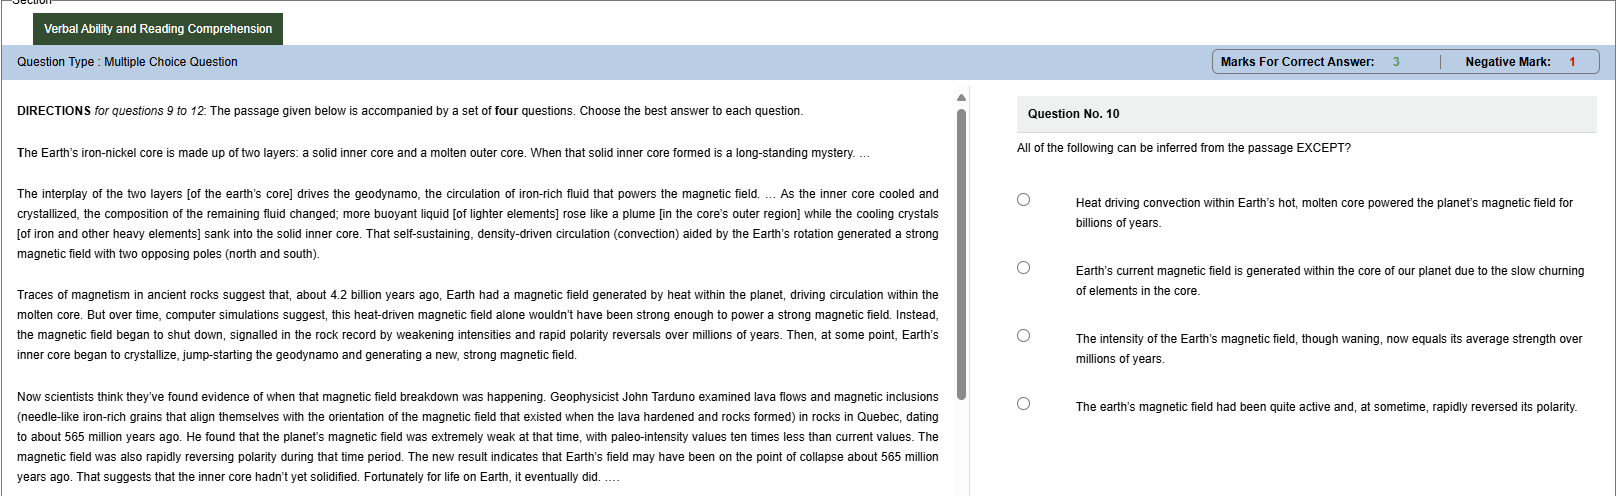 Section
Verbal Ability and Reading Comprehension
Question Type : Multiple Choice Question
Marks For Correct Answer: 3 | Negative Mark: 1
DIRECTIONS for questions 9 to 12: The passage given below is accompanied by a set of four questions. Choose the best answer to each question.
The Earth's iron-nickel core is made up of two layers: a solid inner core and a molten outer core. When that solid inner core formed is a long-standing mystery. ...
The interplay of the two layers [of the earth's core] drives the geodynamo, the circulation of iron-rich fluid that powers the magnetic field. ... As the inner core cooled and
crystallized, the composition of the remaining fluid changed; more buoyant liquid [of lighter elements] rose like a plume [in the core's outer region] while the cooling crystals
[of iron and other heavy elements] sank into the solid inner core. That self-sustaining, density-driven circulation (convection) aided by the Earth's rotation generated a strong
magnetic field with two opposing poles (north and south).
Traces of magnetism in ancient rocks suggest that, about 4.2 billion years ago, Earth had a magnetic field generated by heat within the planet, driving circulation within the
molten core. But over time, computer simulations suggest, this heat-driven magnetic field alone wouldn't have been strong enough to power a strong magnetic field. Instead,
the magnetic field began to shut down, signalled in the rock record by weakening intensities and rapid polarity reversals over millions of years. Then, at some point, Earth's
inner core began to crystallize, jump-starting the geodynamo and generating a new, strong magnetic field.
Now scientists think they've found evidence of when that magnetic field breakdown was happening. Geophysicist John Tarduno examined lava flows and magnetic inclusions
(needle-like iron-rich grains that align themselves with the orientation of the magnetic field that existed when the lava hardened and rocks formed) in rocks in Quebec, dating
to about 565 million years ago. He found that the planet's magnetic field was extremely weak at that time, with paleo-intensity values ten times less than current values. The
magnetic field was also rapidly reversing polarity during that time period. The new result indicates that Earth's field may have been on the point of collapse about 565 million
years ago. That suggests that the inner core hadn't yet solidified. Fortunately for life on Earth, it eventually did. ....
Question No. 10
All of the following can be inferred from the passage EXCEPT?
Heat driving convection within Earth's hot, molten core powered the planet's magnetic field for
billions of years.
Earth's current magnetic field is generated within the core of our planet due to the slow churning
of elements in the core.
The intensity of the Earth's magnetic field, though waning, now equals its average strength over
millions of years.
The earth's magnetic field had been quite active and, at sometime, rapidly reversed its polarity.